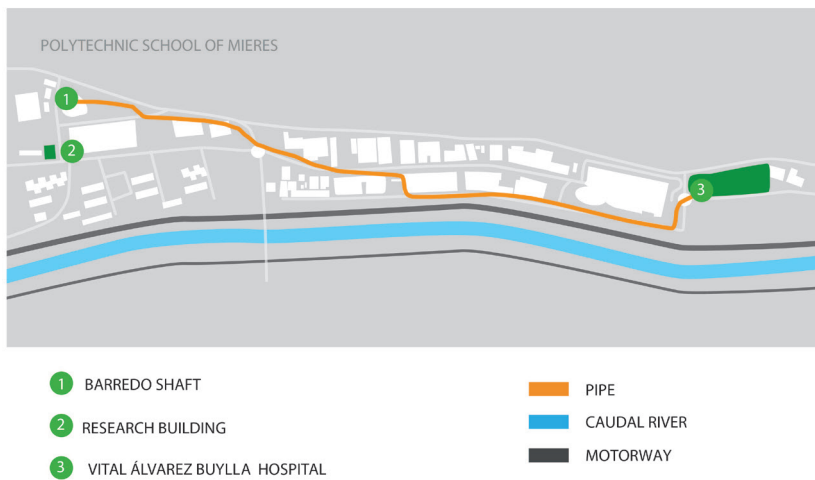 POLYTECHNIC SCHOOL OF MIERES
1
2
3
1 BARREDO SHAFT
2 RESEARCH BUILDING
3 VITAL ÁLVAREZ BUYLLA HOSPITAL
PIPE
CAUDAL RIVER
MOTORWAY